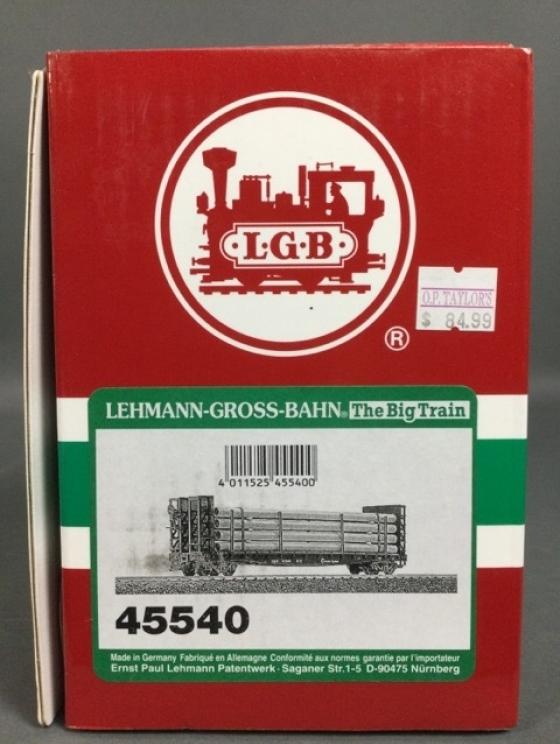 L·G·B
®
O.P. TAYLOR'S
$ 84.99
LEHMANN-GROSS-BAHN® The Big Train
4 011525 455400
45540
Made in Germany Fabriqué en Allemagne Conformité aux normes garantie par l'importateur
Ernst Paul Lehmann Patentwerk · Saganer Str.1-5 D-90475 Nürnberg